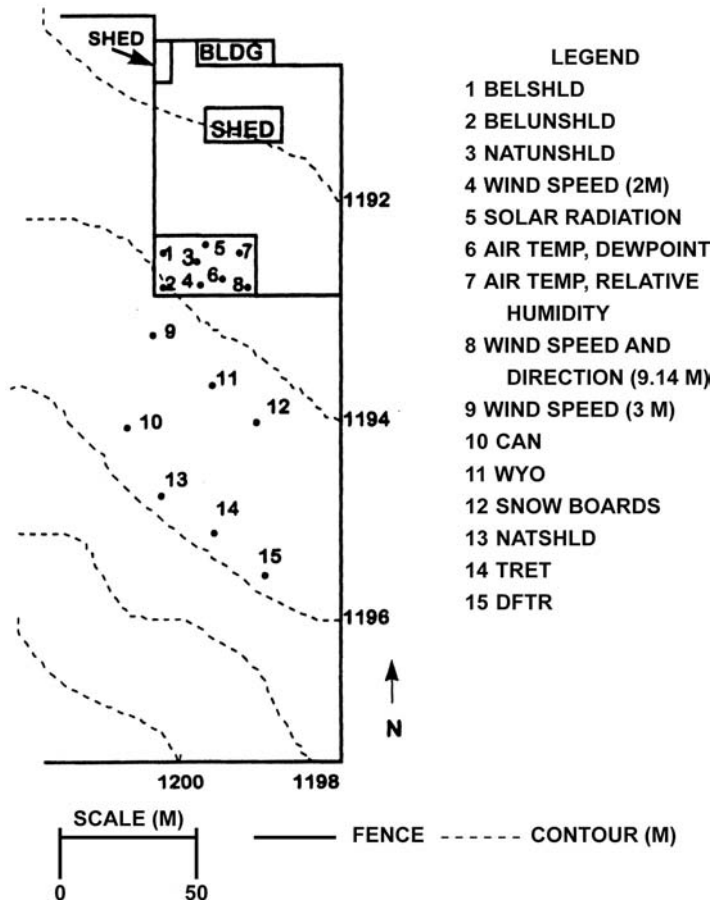 SHED
BLDG
SHED
1192
1 3 5 7
2 4 6 8
9
11
1194
10 12
13
14
15
1196
N
1200 1198
SCALE (M)
0 50
FENCE
CONTOUR (M)
LEGEND
1 BELSHLD
2 BELUNSHLD
3 NATUNSHLD
4 WIND SPEED (2M)
5 SOLAR RADIATION
6 AIR TEMP, DEWPOINT
7 AIR TEMP, RELATIVE
HUMIDITY
8 WIND SPEED AND
DIRECTION (9.14 M)
9 WIND SPEED (3 M)
10 CAN
11 WYO
12 SNOW BOARDS
13 NATSHLD
14 TRET
15 DFTR